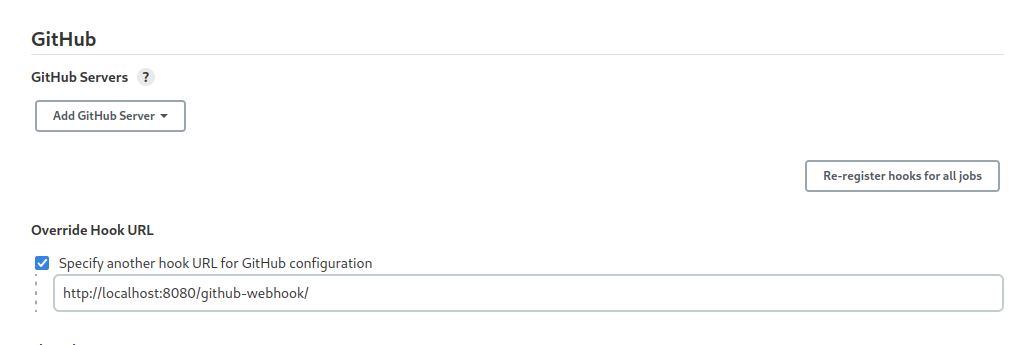 GitHub
GitHub Servers ?
Add GitHub Server
Re-register hooks for all jobs
Override Hook URL
Specify another hook URL for GitHub configuration
http://localhost:8080/github-webhook/